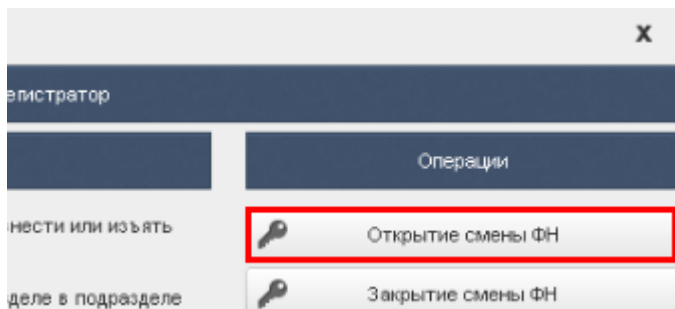 x
егистратор
Операции
нести или изъять
Открытие смены ФН
деле в подразделе
Закрытие смены ФН